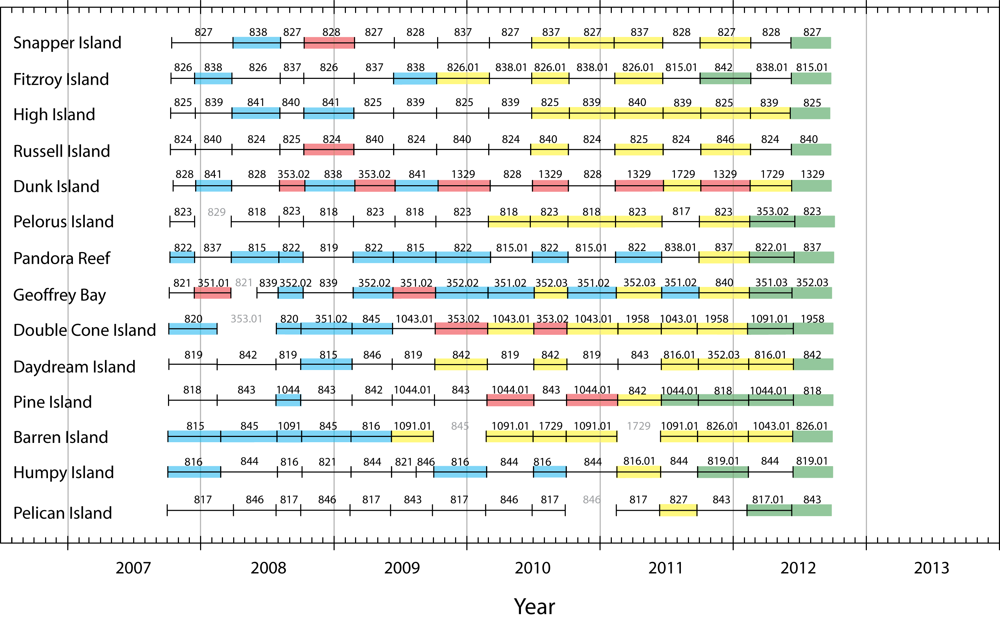 827 838 827 828 827 828 837 827 837 827 837 828 827 828 827
Snapper Island
826 838 826 837 826 837 838 826.01 838.01 826.01 838.01 826.01 815.01 842 838.01 815.01
Fitzroy Island
825 839 841 840 841 825 839 825 839 825 839 840 839 825 839 825
High Island
824 840 824 825 824 840 824 840 824 840 824 825 824 846 824 840
Russell Island
828 841 828 353.02 838 353.02 841 1329 828 1329 828 1329 1729 1329 1729 1329
Dunk Island
823 829 818 823 818 823 818 823 818 823 818 823 817 823 353.02 823
Pelorus Island
822 837 815 822 819 822 815 822 815.01 822 815.01 822 838.01 837 822.01 837
Pandora Reef
821 351.01 821 839 352.02 839 352.02 351.02 352.02 351.02 352.03 351.02 352.03 351.02 840 351.03 352.03
Geoffrey Bay
820 353.01 820 351.02 845 1043.01 353.02 1043.01 353.02 1043.01 1958 1043.01 1958 1091.01 1958
Double Cone Island
819 842 819 815 846 819 842 819 842 819 843 816.01 352.03 816.01 842
Daydream Island
818 843 1044 843 842 1044.01 843 1044.01 843 1044.01 842 1044.01 818 1044.01 818
Pine Island
815 845 1091 845 816 1091.01 845 1091.01 1729 1091.01 1729 1091.01 826.01 1043.01 826.01
Barren Island
816 844 816 821 844 821 846 816 844 816 844 816.01 844 819.01 844 819.01
Humpy Island
817 846 817 846 817 843 817 846 817 846 817 827 843 817.01 843
Pelican Island
2007 2008 2009 2010 2011 2012 2013
Year